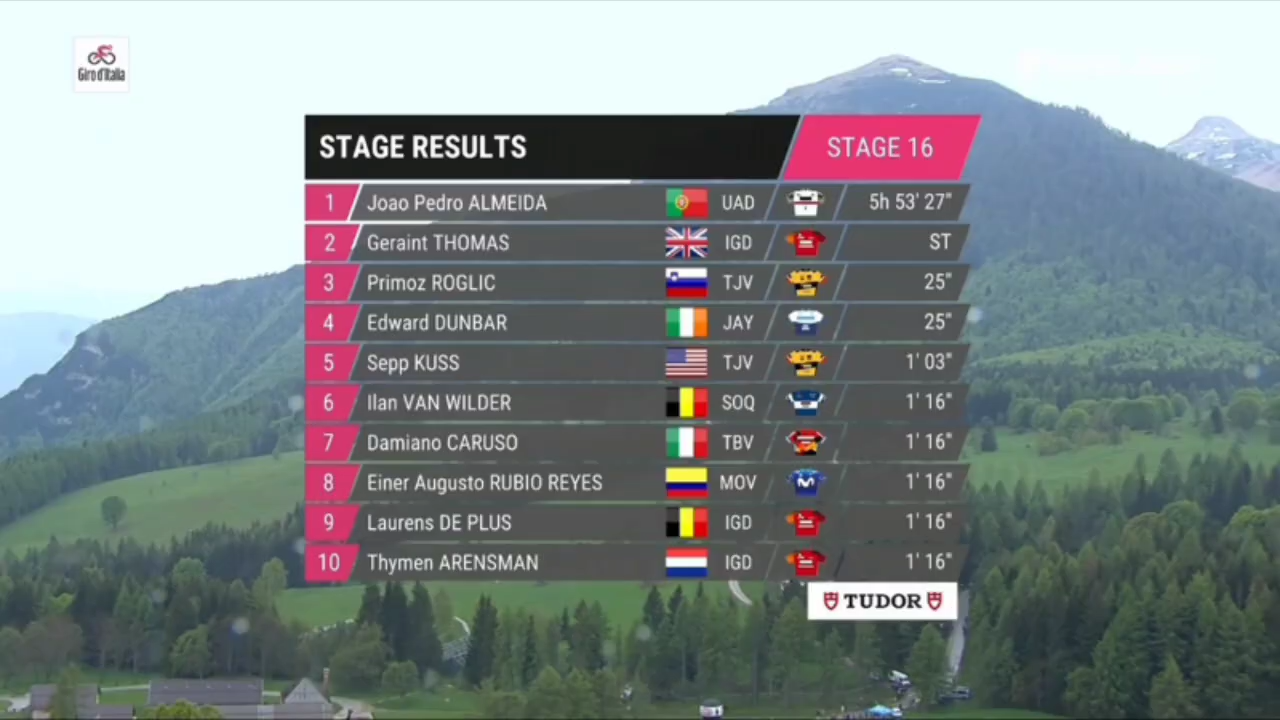 Giro d'Italia
STAGE RESULTS STAGE 16
1 Joao Pedro ALMEIDA UAD 5h 53' 27"
2 Geraint THOMAS IGD ST
3 Primoz ROGLIC TJV 25"
4 Edward DUNBAR JAY 25"
5 Sepp KUSS TJV 1' 03"
6 Ilan VAN WILDER SOQ 1' 16"
7 Damiano CARUSO TBV 1' 16"
8 Einer Augusto RUBIO REYES MOV 1' 16"
9 Laurens DE PLUS IGD 1' 16"
10 Thymen ARENSMAN IGD 1' 16"
TUDOR